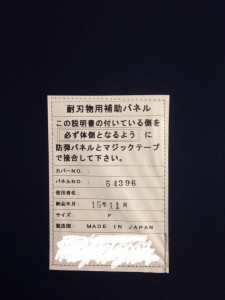 耐刃物用補助パネル
この説明書の付いている側を
必ず体側となるよう に
防弾パネルとマジックテープ
で接合して下さい。
カバーNO.:
パネルNO.: 54396
使用者名:
納品年月: 15年11月
サイズ: F
製造国: MADE IN JAPAN